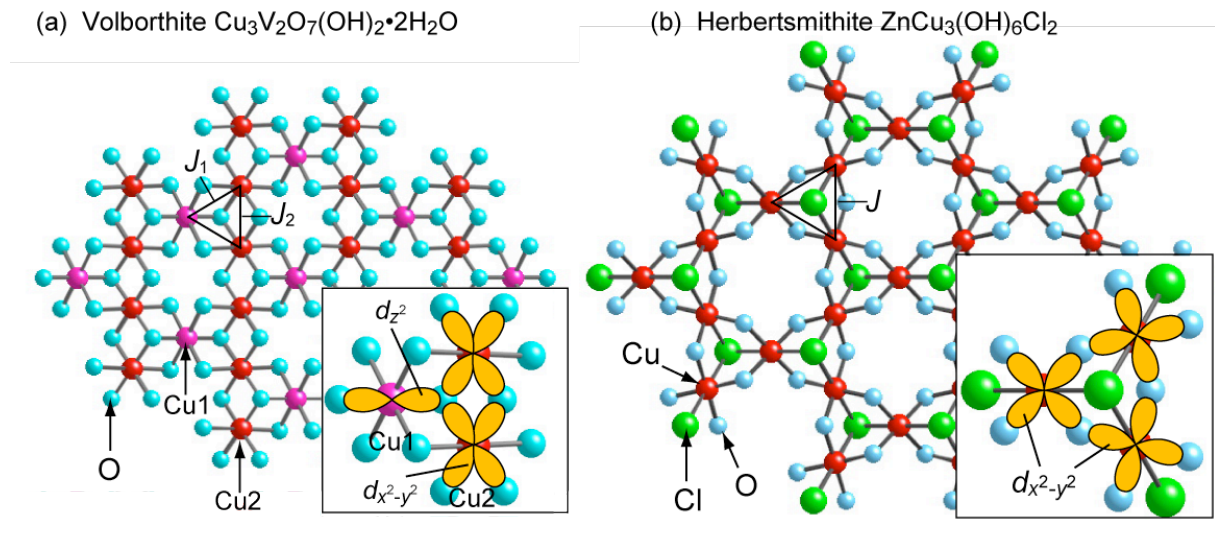 (a) Volborthite Cu3V2O7(OH)2•2H2O
J1
J2
dz2
Cu1
dx2-y2
Cu2
Cu1
O
Cu2
(b) Herbertsmithite ZnCu3(OH)6Cl2
J
Cu
Cl
O
dx2-y2